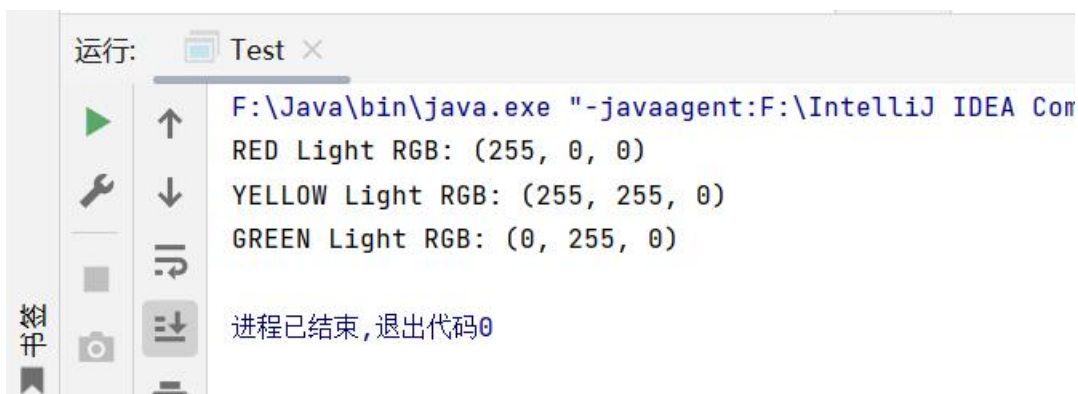 运行: Test
F:\Java\bin\java.exe "-javaagent:F:\IntelliJ IDEA Com
RED Light RGB: (255, 0, 0)
YELLOW Light RGB: (255, 255, 0)
GREEN Light RGB: (0, 255, 0)
进程已结束,退出代码0
书签